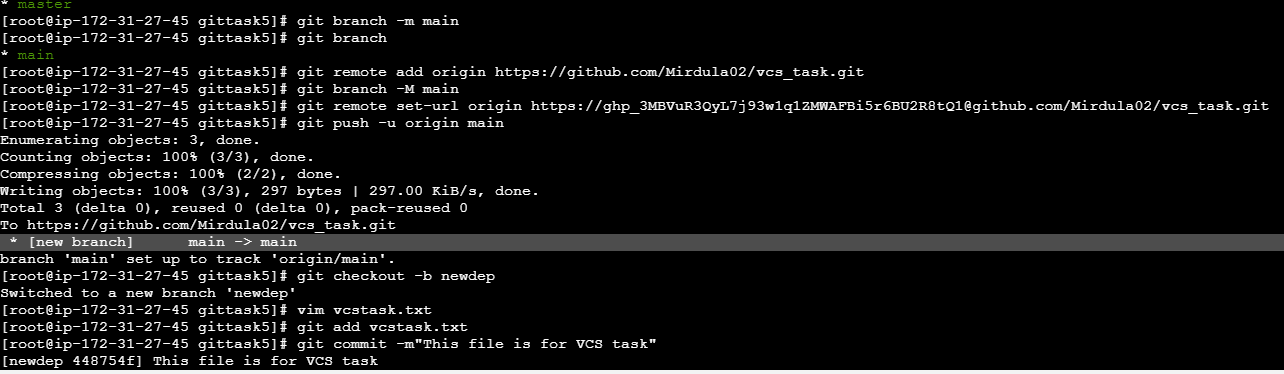 * master
[root@ip-172-31-27-45 gittask5]# git branch -m main
[root@ip-172-31-27-45 gittask5]# git branch
* main
[root@ip-172-31-27-45 gittask5]# git remote add origin https://github.com/Mirdula02/vcs_task.git
[root@ip-172-31-27-45 gittask5]# git branch -M main
[root@ip-172-31-27-45 gittask5]# git remote set-url origin https://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@github.com/Mirdula02/vcs_task.git
[root@ip-172-31-27-45 gittask5]# git push -u origin main
Enumerating objects: 3, done.
Counting objects: 100% (3/3), done.
Compressing objects: 100% (2/2), done.
Writing objects: 100% (3/3), 297 bytes | 297.00 KiB/s, done.
Total 3 (delta 0), reused 0 (delta 0), pack-reused 0
To https://github.com/Mirdula02/vcs_task.git
 * [new branch]      main -> main
branch 'main' set up to track 'origin/main'.
[root@ip-172-31-27-45 gittask5]# git checkout -b newdep
Switched to a new branch 'newdep'
[root@ip-172-31-27-45 gittask5]# vim vcstask.txt
[root@ip-172-31-27-45 gittask5]# git add vcstask.txt
[root@ip-172-31-27-45 gittask5]# git commit -m"This file is for VCS task"
[newdep 448754f] This file is for VCS task